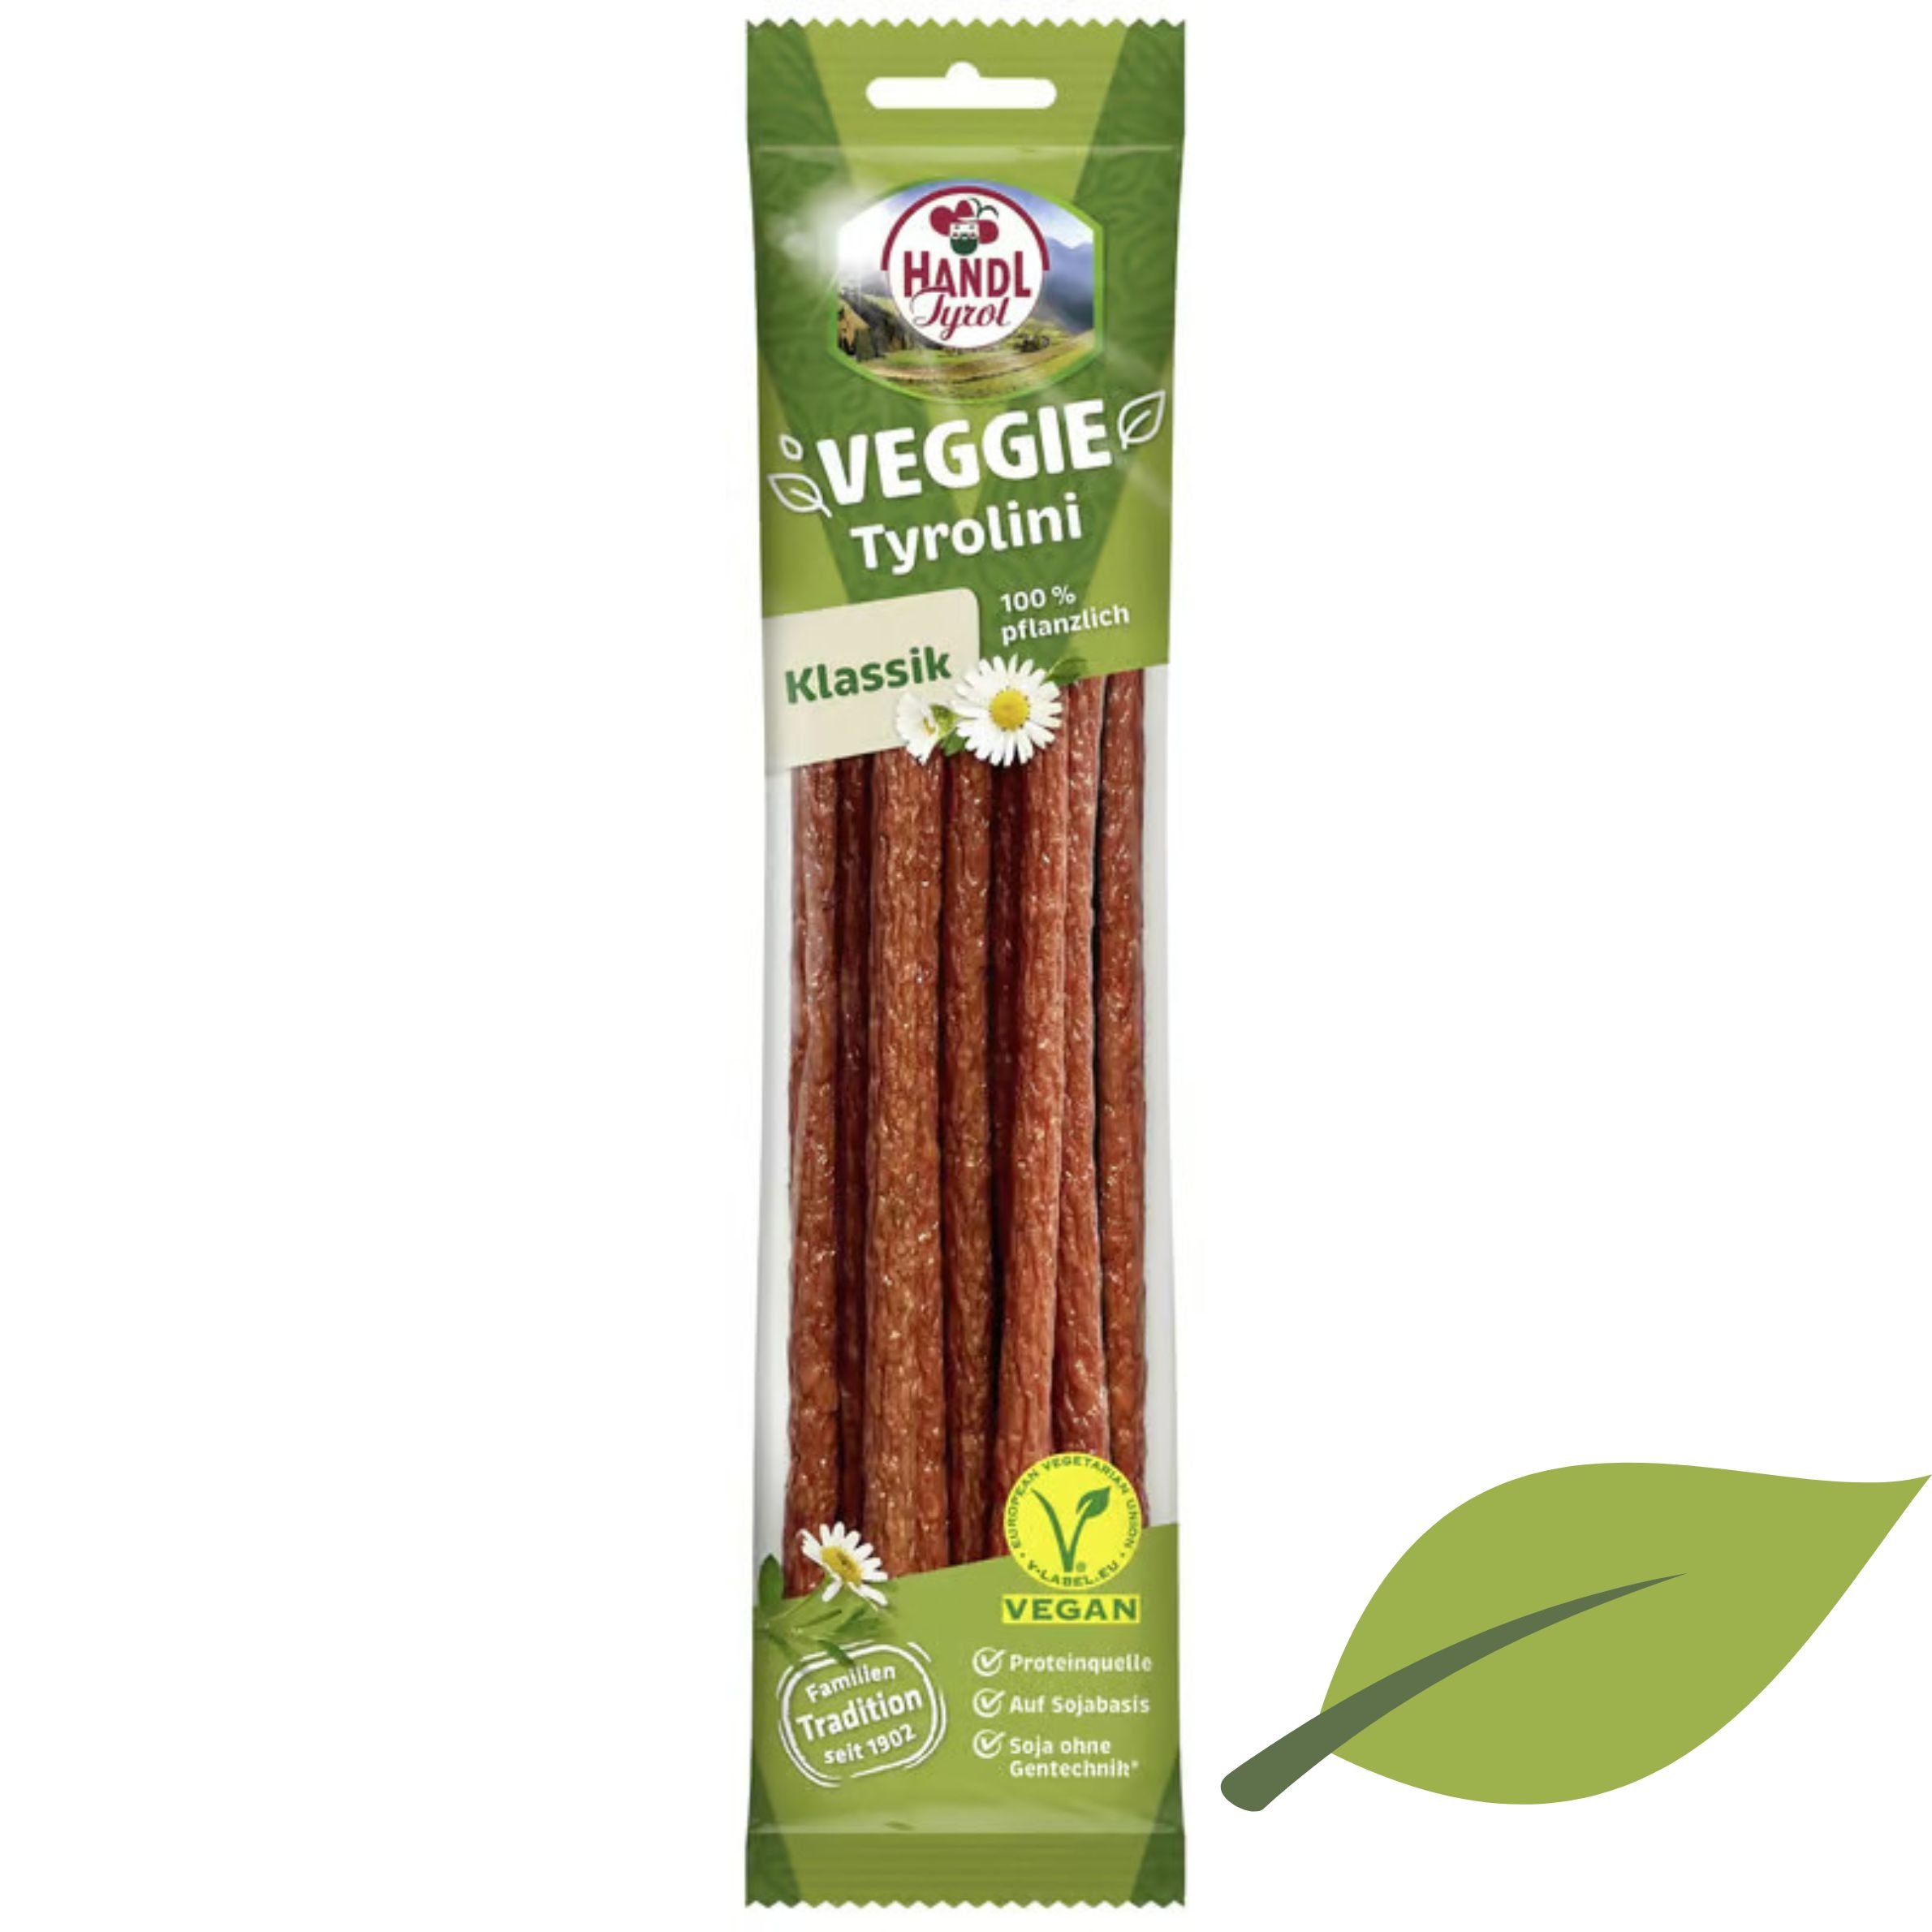 HANDL
Tyrol
VEGGIE
Tyrolini
100 %
pflanzlich
Klassik
EUROPEAN VEGETARIAN UNION
V-LABEL.EU
VEGAN
Familien
Tradition
seit 1902
Proteinquelle
Auf Sojabasis
Soja ohne
Gentechnik*